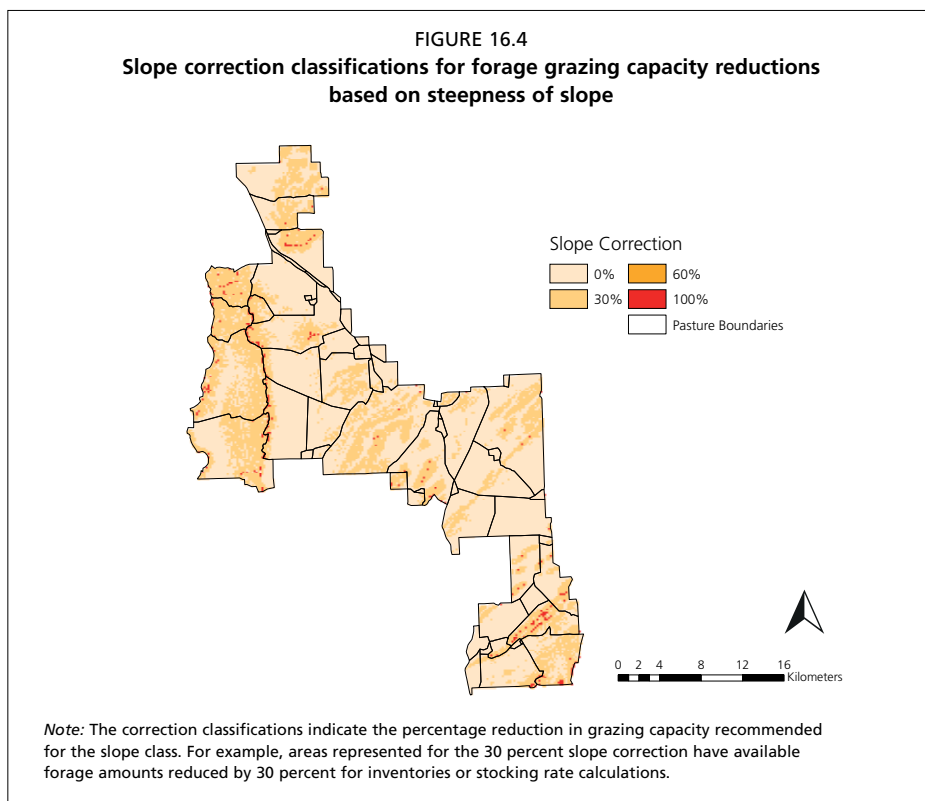 FIGURE 16.4
Slope correction classifications for forage grazing capacity reductions
based on steepness of slope
Slope Correction
0% 60%
30% 100%
Pasture Boundaries
0 2 4 8 12 16
Kilometers
Note: The correction classifications indicate the percentage reduction in grazing capacity recommended
for the slope class. For example, areas represented for the 30 percent slope correction have available
forage amounts reduced by 30 percent for inventories or stocking rate calculations.